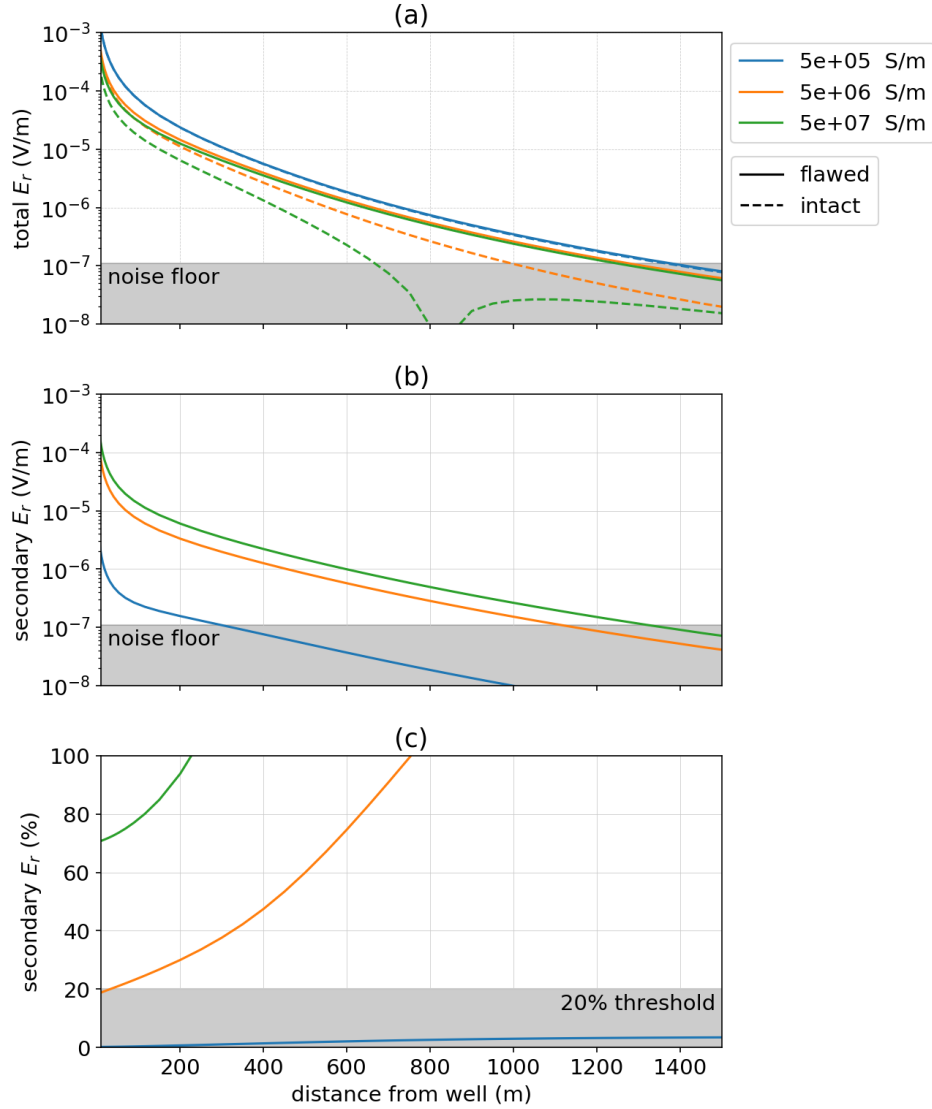 (a)
10⁻³
10⁻⁴
10⁻⁵
10⁻⁶
10⁻⁷
10⁻⁸
total Eᵣ (V/m)
noise floor
5e+05 S/m
5e+06 S/m
5e+07 S/m
flawed
intact
(b)
10⁻³
10⁻⁴
10⁻⁵
10⁻⁶
10⁻⁷
10⁻⁸
secondary Eᵣ (V/m)
noise floor
(c)
100
80
60
40
20
0
secondary Eᵣ (%)
20% threshold
200 400 600 800 1000 1200 1400
distance from well (m)